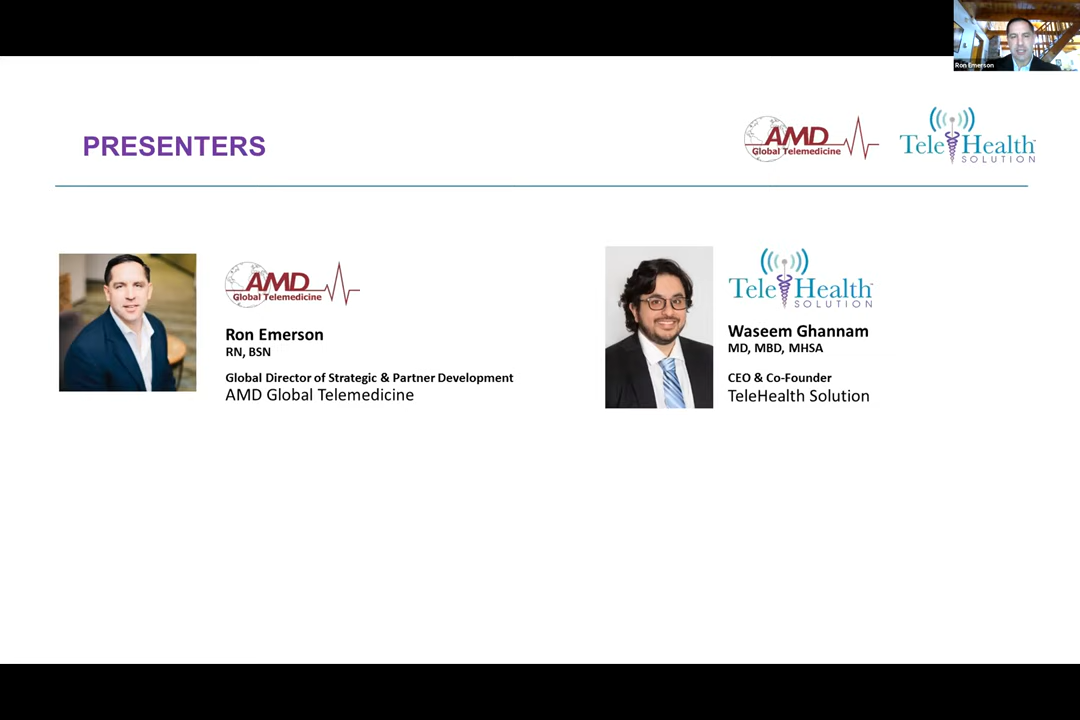 Ron Emerson
PRESENTERS
AMD
Global Telemedicine
TeleHealth
SOLUTION
AMD
Global Telemedicine
Ron Emerson
RN, BSN
Global Director of Strategic & Partner Development
AMD Global Telemedicine
TeleHealth
SOLUTION
Waseem Ghannam
MD, MBD, MHSA
CEO & Co-Founder
TeleHealth Solution